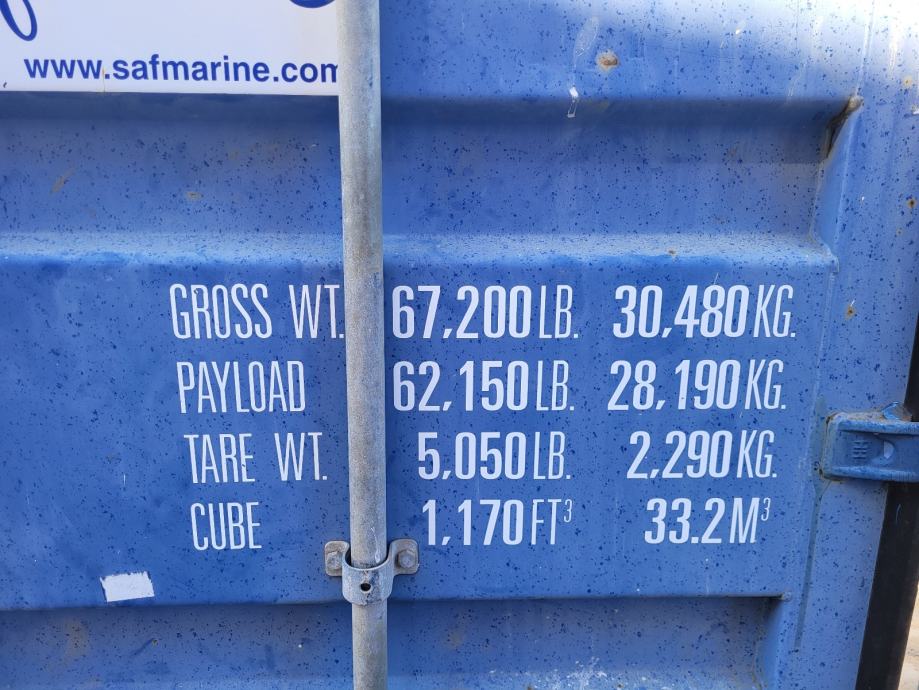 www.safmarine.com
GROSS WT. 67,200 LB. 30,480 KG.
PAYLOAD 62,150 LB. 28,190 KG.
TARE WT. 5,050 LB. 2,290 KG.
CUBE 1,170 FT³ 33.2 M³